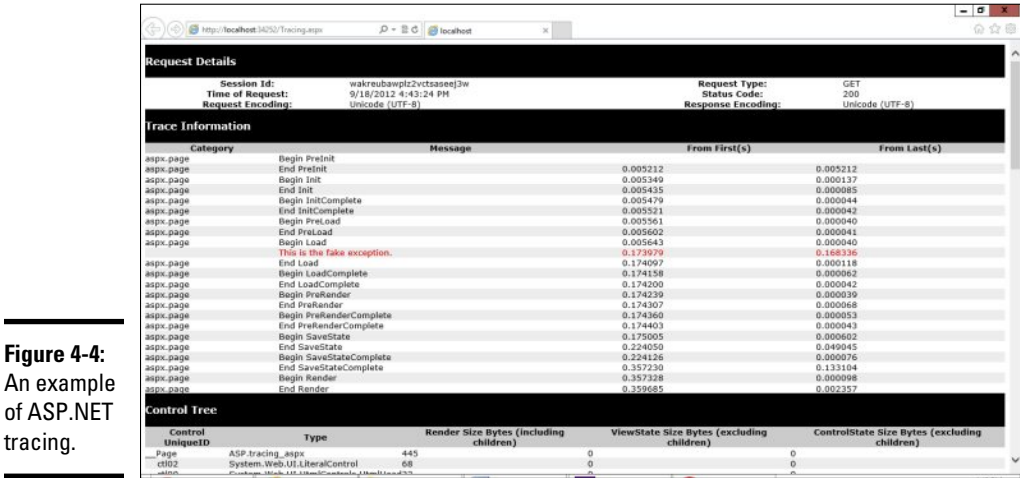 http://localhost:34252/Tracing.aspx localhost
Request Details
Session Id: wakreubawplz2vctsaseej3w Request Type: GET
Time of Request: 9/18/2012 4:43:24 PM Status Code: 200
Request Encoding: Unicode (UTF-8) Response Encoding: Unicode (UTF-8)
Trace Information
Category Message From First(s) From Last(s)
aspx.page Begin PreInit
aspx.page End PreInit 0.005212 0.005212
aspx.page Begin Init 0.005349 0.000137
aspx.page End Init 0.005435 0.000085
aspx.page Begin InitComplete 0.005479 0.000044
aspx.page End InitComplete 0.005521 0.000042
aspx.page Begin PreLoad 0.005561 0.000040
aspx.page End PreLoad 0.005602 0.000041
aspx.page Begin Load 0.005643 0.000040
This is the fake exception. 0.173979 0.168336
aspx.page End Load 0.174097 0.000118
aspx.page Begin LoadComplete 0.174158 0.000062
aspx.page End LoadComplete 0.174200 0.000042
aspx.page Begin PreRender 0.174239 0.000039
aspx.page End PreRender 0.174307 0.000068
aspx.page Begin PreRenderComplete 0.174360 0.000053
aspx.page End PreRenderComplete 0.174403 0.000043
aspx.page Begin SaveState 0.175005 0.000602
aspx.page End SaveState 0.224050 0.049045
aspx.page Begin SaveStateComplete 0.224126 0.000076
aspx.page End SaveStateComplete 0.357230 0.133104
aspx.page Begin Render 0.357328 0.000098
aspx.page End Render 0.359685 0.002357
Control Tree
Control UniqueID Type Render Size Bytes (including children) ViewState Size Bytes (excluding children) ControlState Size Bytes (excluding children)
__Page ASP.tracing_aspx 445 0 0
ctl02 System.Web.UI.LiteralControl 68 0 0
Figure 4-4:
An example
of ASP.NET
tracing.